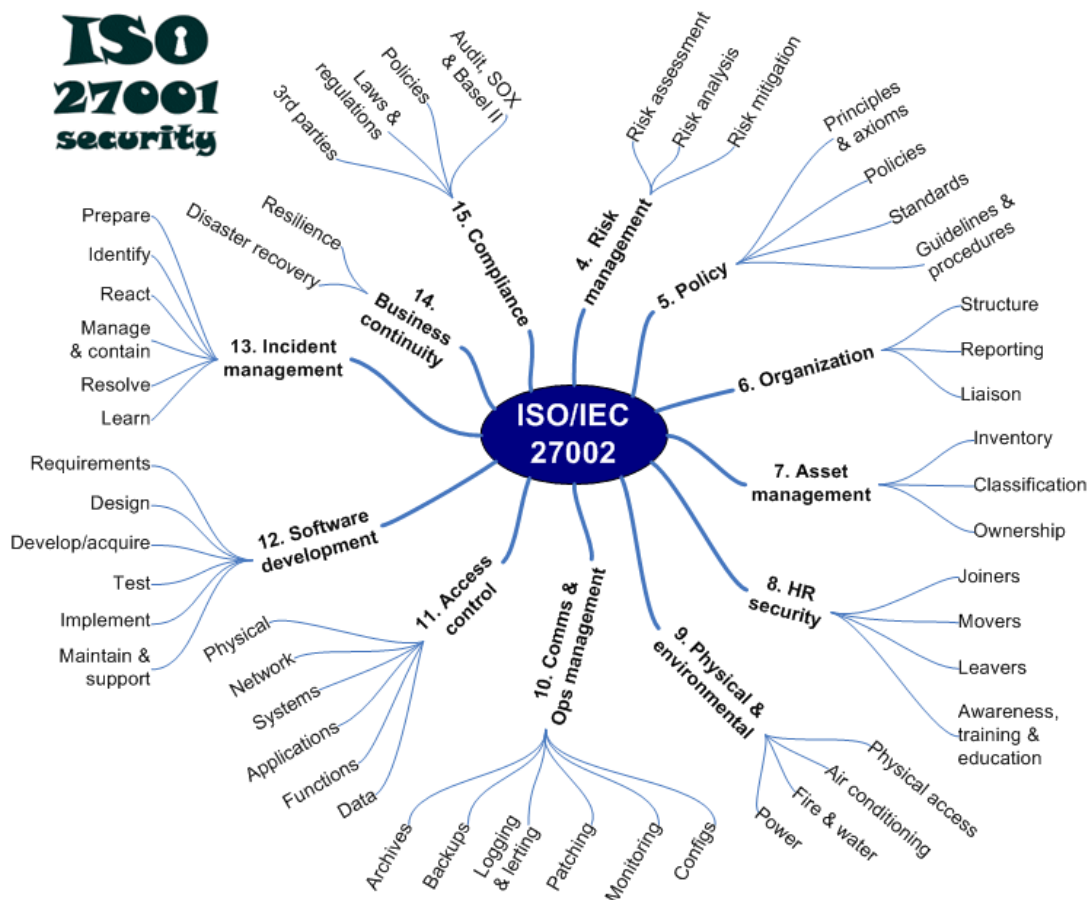 ISO
27001
security
ISO/IEC
27002
4. Risk
management
Risk assessment
Risk analysis
Risk mitigation
5. Policy
Principles
& axioms
Policies
Standards
Guidelines &
procedures
6. Organization
Structure
Reporting
Liaison
7. Asset
management
Inventory
Classification
Ownership
8. HR
security
Joiners
Movers
Leavers
Awareness,
training &
education
9. Physical &
environmental
Physical access
Air conditioning
Fire & water
Power
10. Comms &
Ops management
Archives
Backups
Logging
& lerting
Patching
Monitoring
Configs
11. Access
control
Physical
Network
Systems
Applications
Functions
Data
12. Software
development
Requirements
Design
Develop/acquire
Test
Implement
Maintain &
support
13. Incident
management
Prepare
Identify
React
Manage
& contain
Resolve
Learn
14.
Business
continuity
Resilience
Disaster recovery
15. Compliance
3rd parties
Laws &
regulations
Policies
Audit, SOX
& Basel II